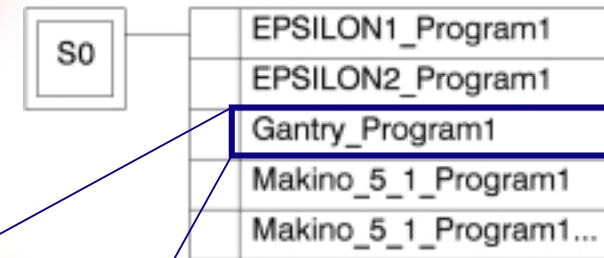 S0
EPSILON1_Program1
EPSILON2_Program1
Gantry_Program1
Makino_5_1_Program1
Makino_5_1_Program1...